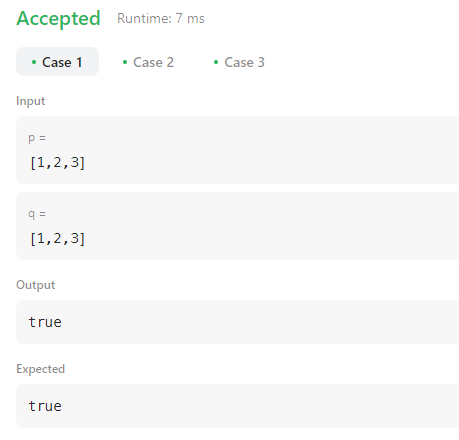 Accepted Runtime: 7 ms
• Case 1 • Case 2 • Case 3
Input
p =
[1,2,3]
q =
[1,2,3]
Output
true
Expected
true